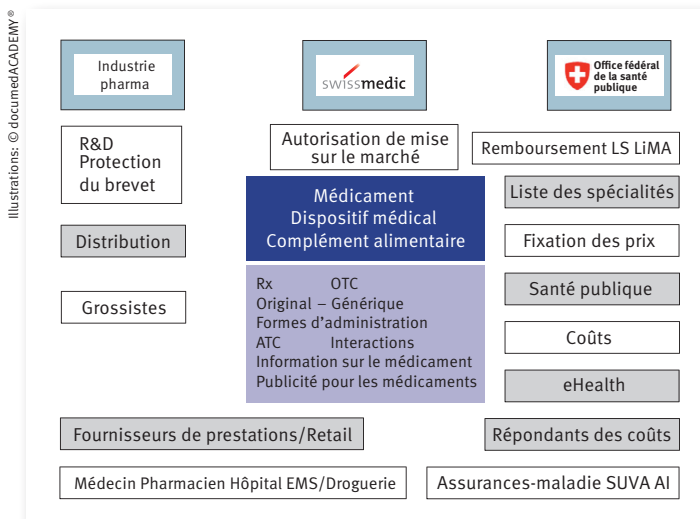 Illustrations: © documedACADEMY®
Industrie
pharma
swissmedic
Office fédéral
de la santé
publique
R&D
Protection
du brevet
Autorisation de mise
sur le marché
Remboursement LS LiMA
Médicament
Dispositif médical
Complément alimentaire
Liste des spécialités
Distribution
Fixation des prix
Rx OTC
Original – Générique
Formes d'administration
ATC Interactions
Information sur le médicament
Publicité pour les médicaments
Santé publique
Grossistes
Coûts
eHealth
Fournisseurs de prestations/Retail
Répondants des coûts
Médecin Pharmacien Hôpital EMS/Droguerie
Assurances-maladie SUVA AI